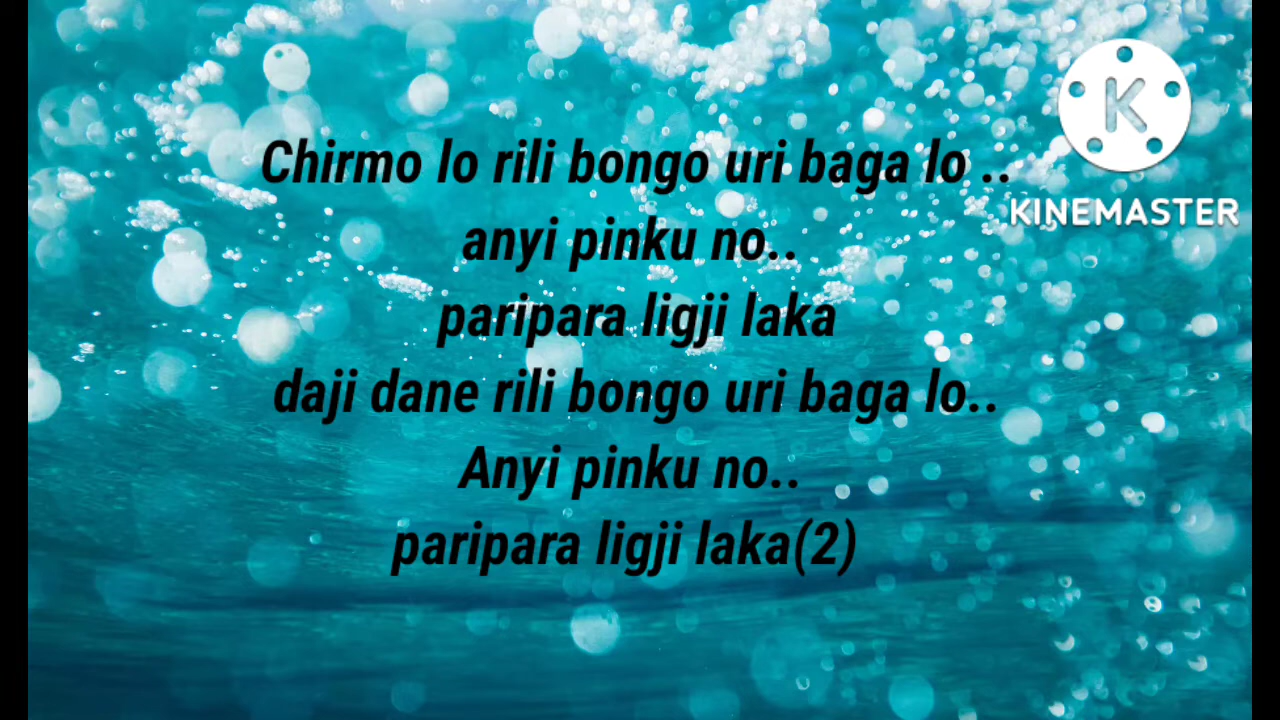 Chirmo lo rili bongo uri baga lo ..
anyi pinku no..
paripara ligji laka
daji dane rili bongo uri baga lo..
Anyi pinku no..
paripara ligji laka(2)
K
KINEMASTER